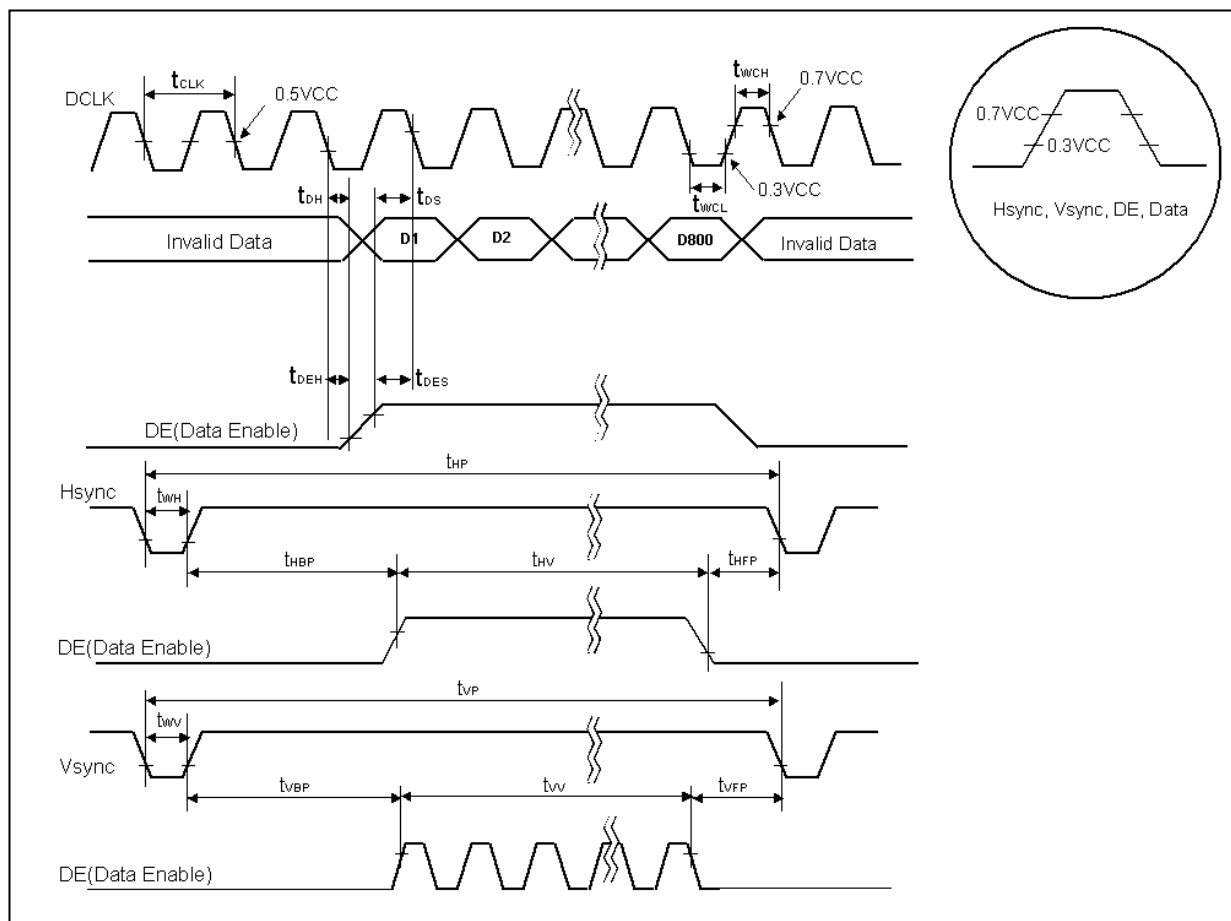 tCLK
0.5VCC
tWCH
0.7VCC
DCLK
0.7VCC
0.3VCC
0.3VCC
tDH
tDS
tWCL
Hsync, Vsync, DE, Data
Invalid Data
D1
D2
D800
Invalid Data
tDEH
tDES
DE(Data Enable)
tHP
Hsync
tWH
tHBP
tHV
tHFP
DE(Data Enable)
tVP
tWV
Vsync
tVBP
tVV
tVFP
DE(Data Enable)